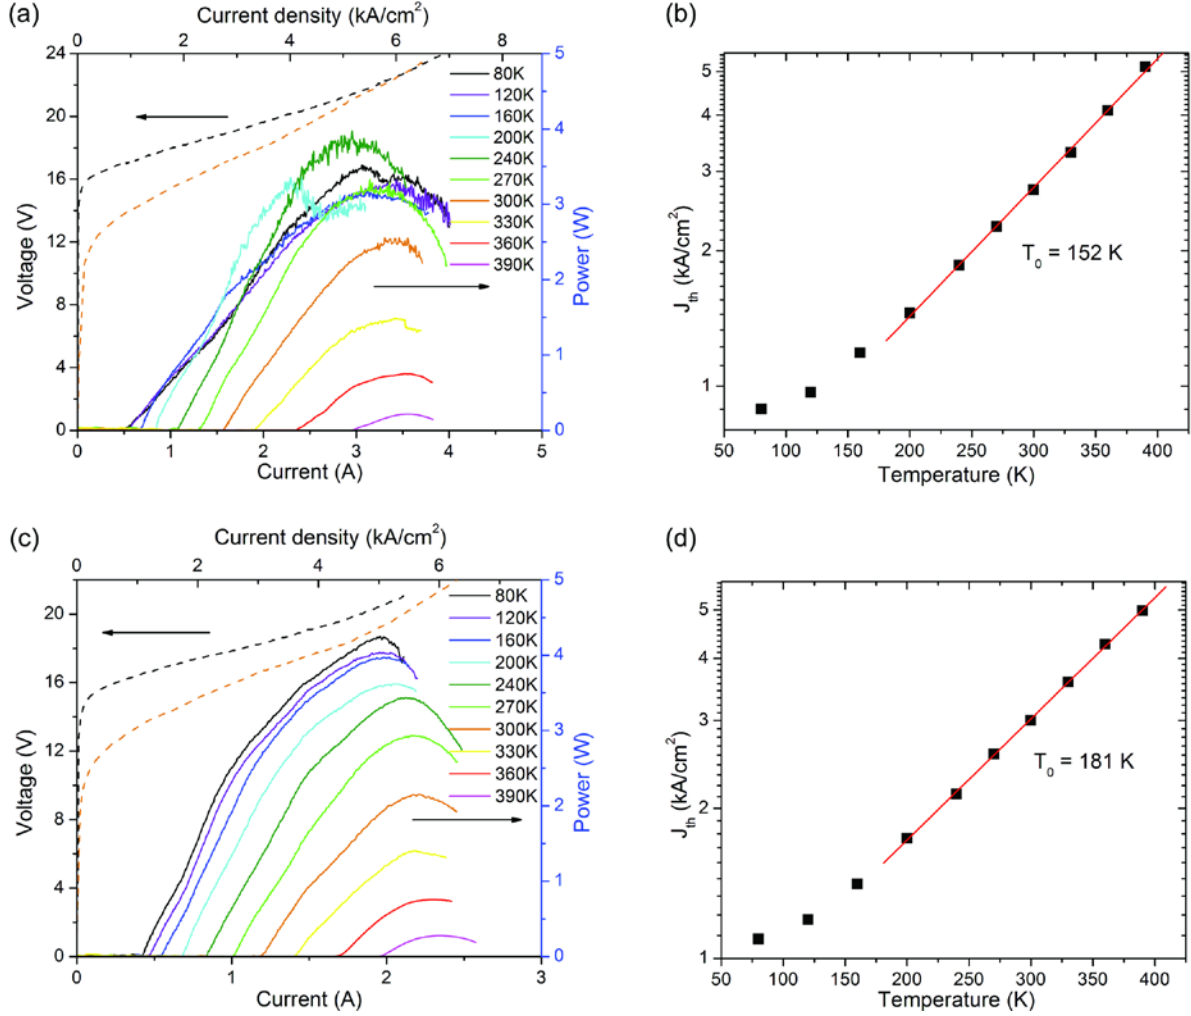 (a)
Current density (kA/cm²)
0 2 4 6 8
24
20
16
12
8
4
0
Voltage (V)
80K
120K
160K
200K
240K
270K
300K
330K
360K
390K
5
4
3
2
1
0
Power (W)
0 1 2 3 4 5
Current (A)
(b)
5
4
3
2
1
J_th (kA/cm²)
T_0 = 152 K
50 100 150 200 250 300 350 400
Temperature (K)
(c)
Current density (kA/cm²)
0 2 4 6
20
16
12
8
4
0
Voltage (V)
80K
120K
160K
200K
240K
270K
300K
330K
360K
390K
5
4
3
2
1
0
Power (W)
0 1 2 3
Current (A)
(d)
5
4
3
2
1
J_th (kA/cm²)
T_0 = 181 K
50 100 150 200 250 300 350 400
Temperature (K)